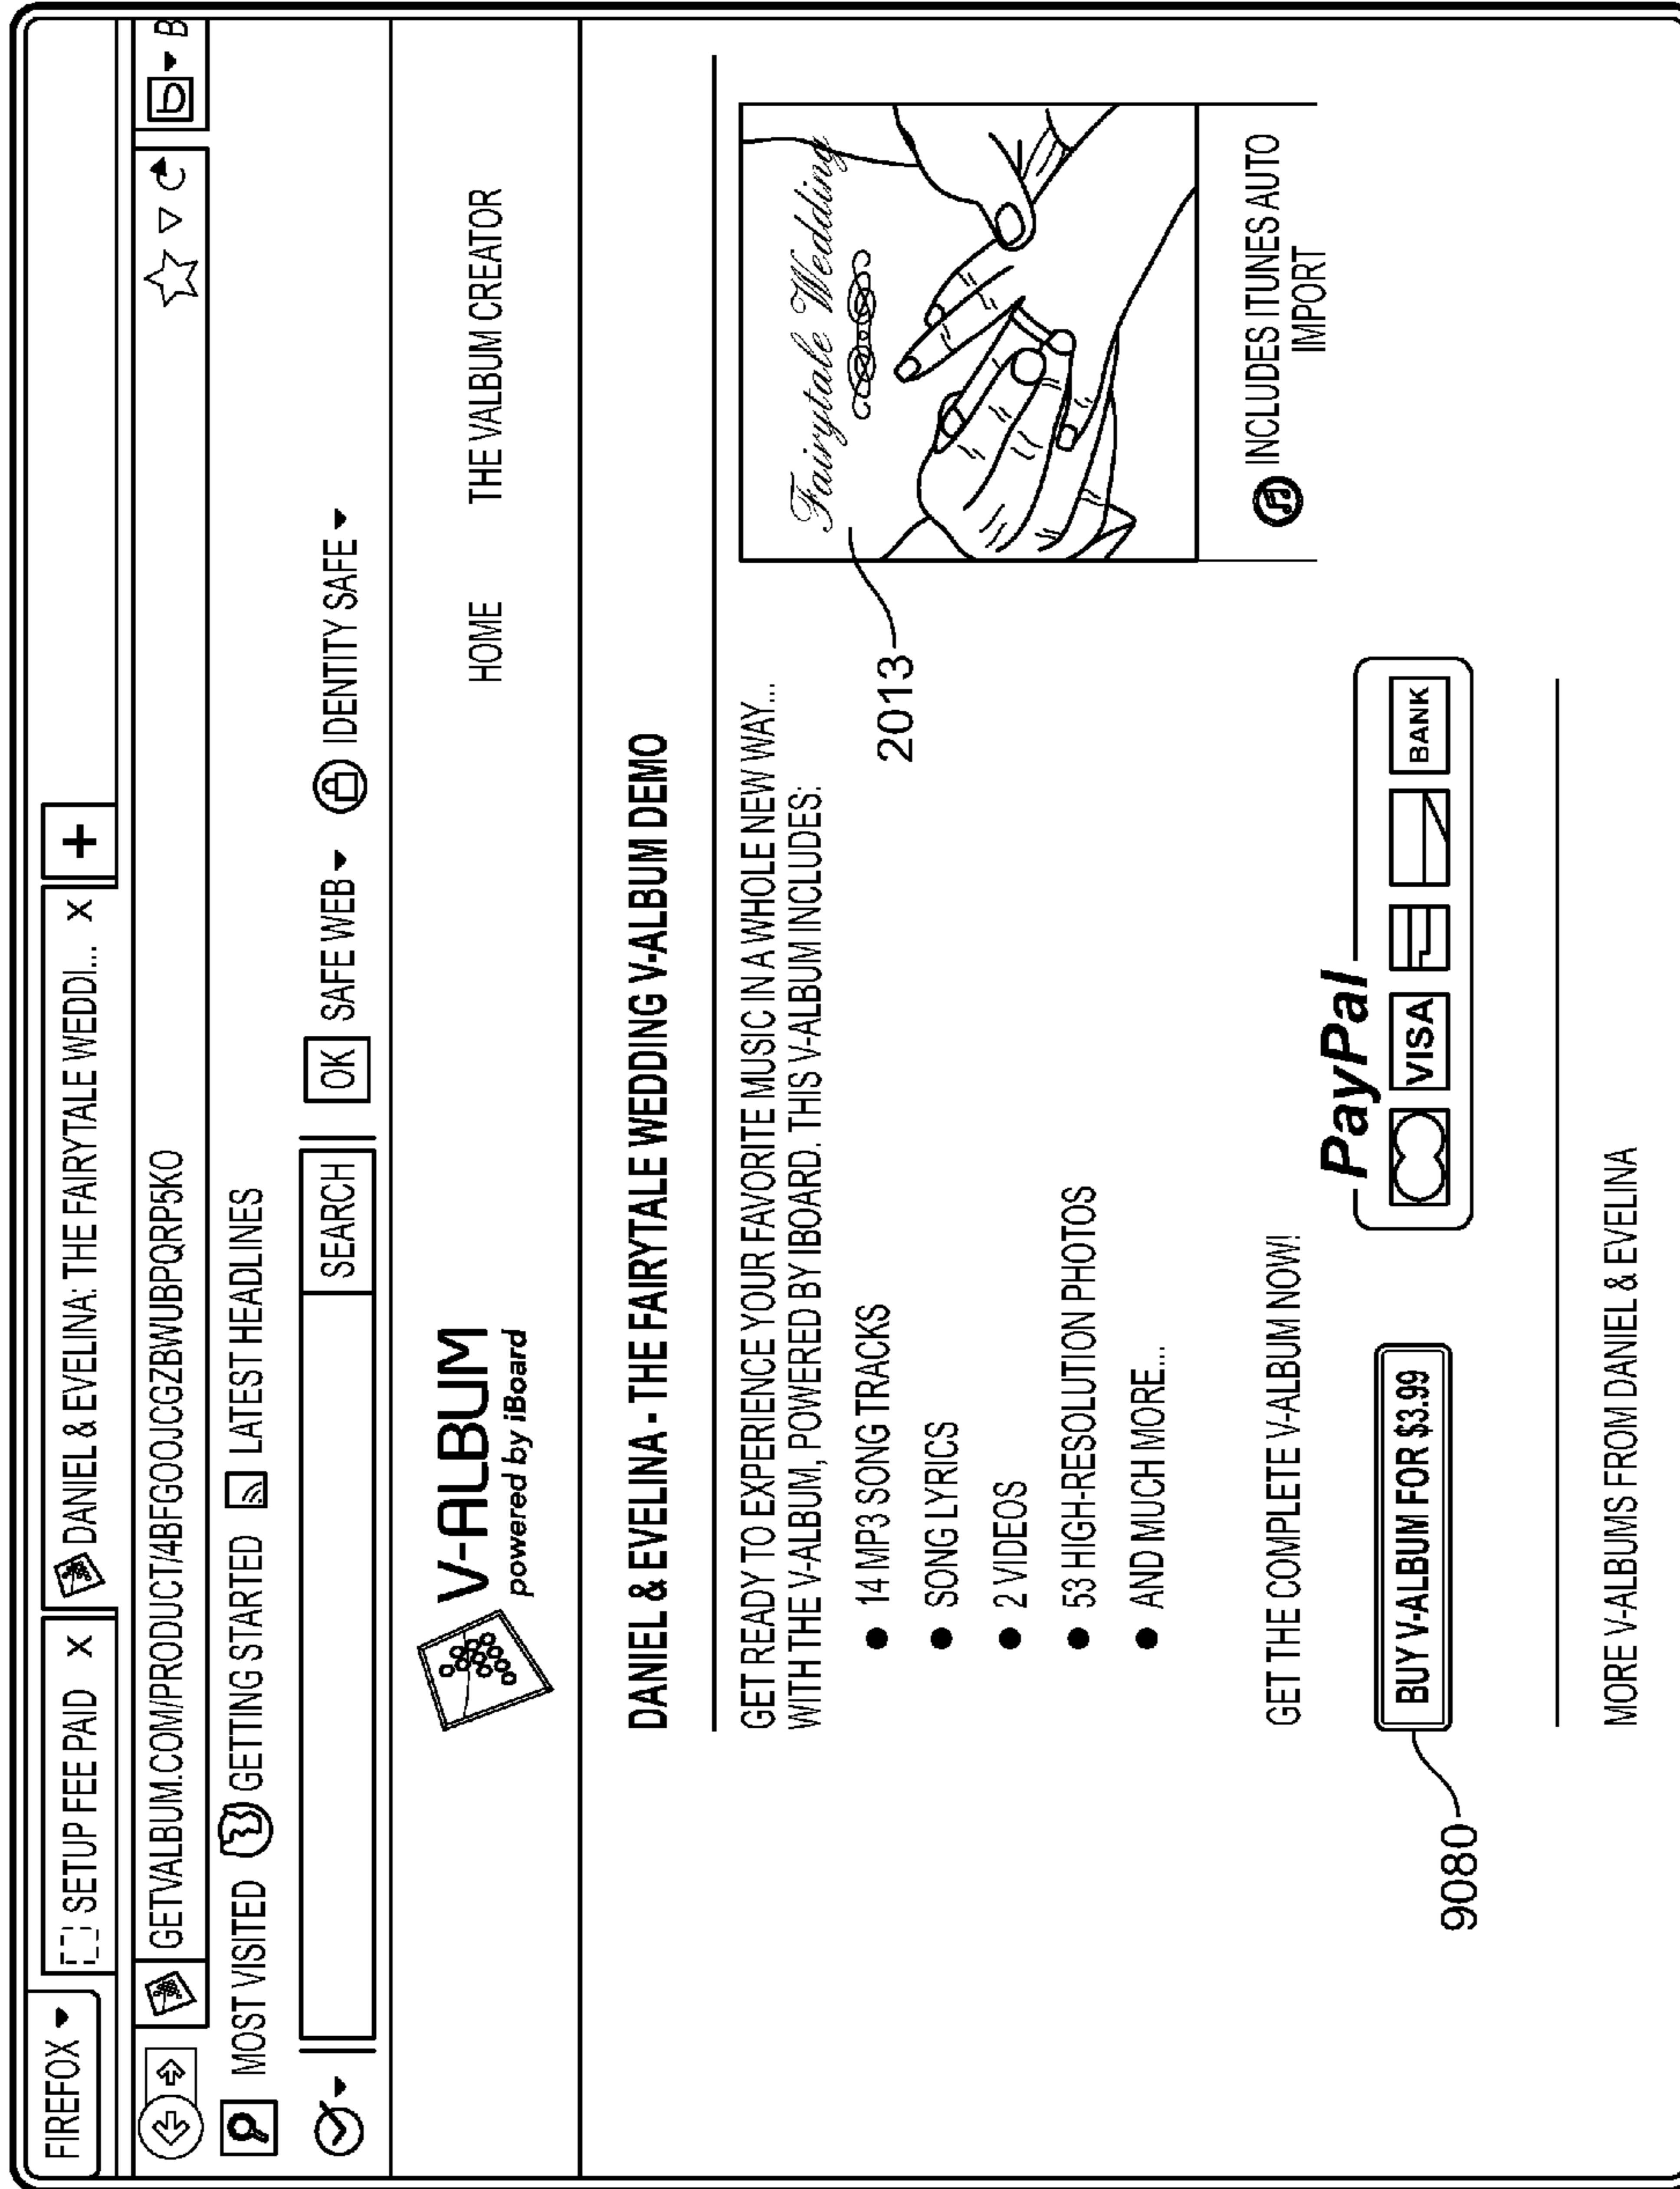 FIREFOX
SETUP FEE PAID X
DANIEL & EVELINA: THE FAIRYTALE WEDDI... X
+
GETVALBUM.COM/PRODUCT/4BFGOOJCGZBWUBPQRP5KO
B
MOST VISITED GETTING STARTED LATEST HEADLINES
SEARCH OK SAFE WEB IDENTITY SAFE
V-ALBUM
powered by iBoard
HOME THE VALBUM CREATOR
DANIEL & EVELINA - THE FAIRYTALE WEDDING V-ALBUM DEMO
GET READY TO EXPERIENCE YOUR FAVORITE MUSIC IN A WHOLE NEW WAY...
WITH THE V-ALBUM, POWERED BY IBOARD. THIS V-ALBUM INCLUDES:
• 14 MP3 SONG TRACKS
• SONG LYRICS
• 2 VIDEOS
• 53 HIGH-RESOLUTION PHOTOS
• AND MUCH MORE...
Fairytale Wedding
2013
INCLUDES ITUNES AUTO
IMPORT
GET THE COMPLETE V-ALBUM NOW!
BUY V-ALBUM FOR $3.99
9080
PayPal
VISA BANK
MORE V-ALBUMS FROM DANIEL & EVELINA